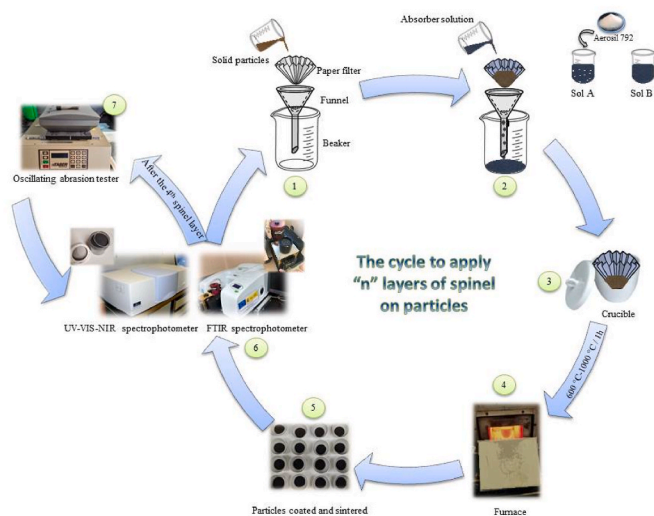 Absorber solution
Solid particles
Paper filter
Funnel
Beaker
1
2
Aerosil 792
Sol A
Sol B
7
Oscillating abrasion tester
After the 4th spinel layer
The cycle to apply
"n" layers of spinel
on particles
3
Crucible
UV-VIS-NIR spectrophotometer
FTIR spectrophotometer
6
600 °C-1000 °C / 1h
4
5
Particles coated and sintered
Furnace